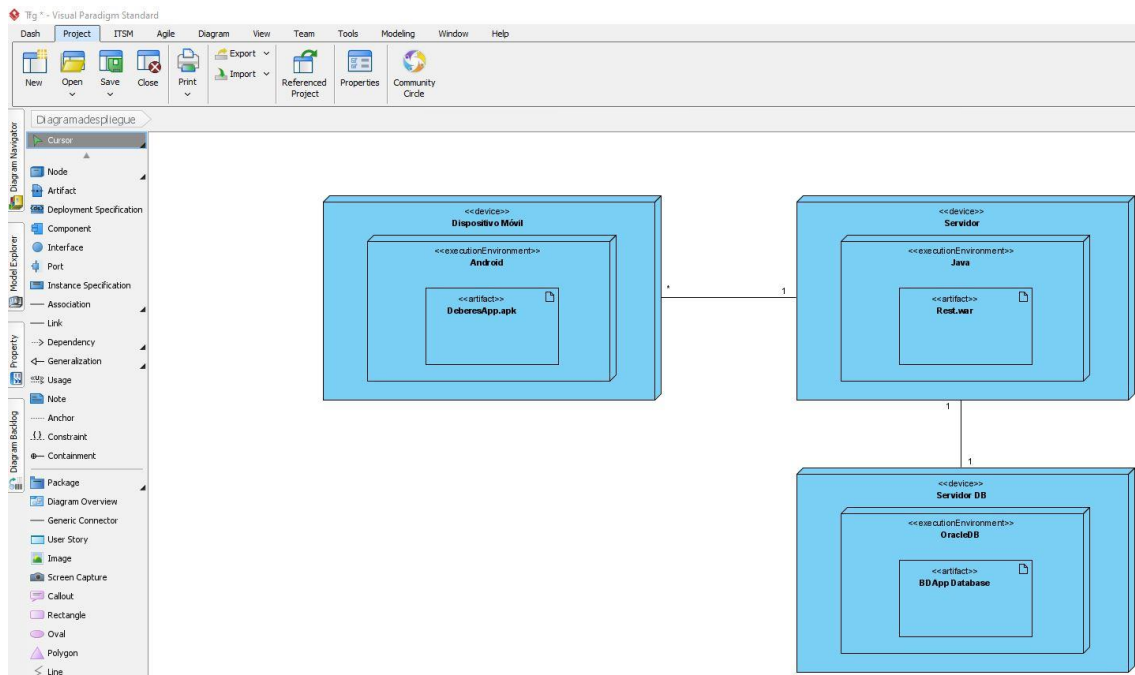 Tfg * - Visual Paradigm Standard
Dash Project ITSM Agile Diagram View Team Tools Modeling Window Help
New Open Save Close Print Export Import Referenced Project Properties Community Circle
Diagramadespliegue
Diagram Navigator
Model Explorer
Property
Diagram Backlog
Cursor
Node
Artifact
Deployment Specification
Component
Interface
Port
Instance Specification
Association
Link
Dependency
Generalization
Usage
Note
Anchor
Constraint
Containment
Package
Diagram Overview
Generic Connector
User Story
Image
Screen Capture
Callout
Rectangle
Oval
Polygon
Line
<<device>>
Dispositivo Móvil
<<executionEnvironment>>
Android
<<artifact>>
DeberesApp.apk
*
1
<<device>>
Servidor
<<executionEnvironment>>
Java
<<artifact>>
Rest.war
1
1
<<device>>
Servidor DB
<<executionEnvironment>>
OracleDB
<<artifact>>
BDApp Database